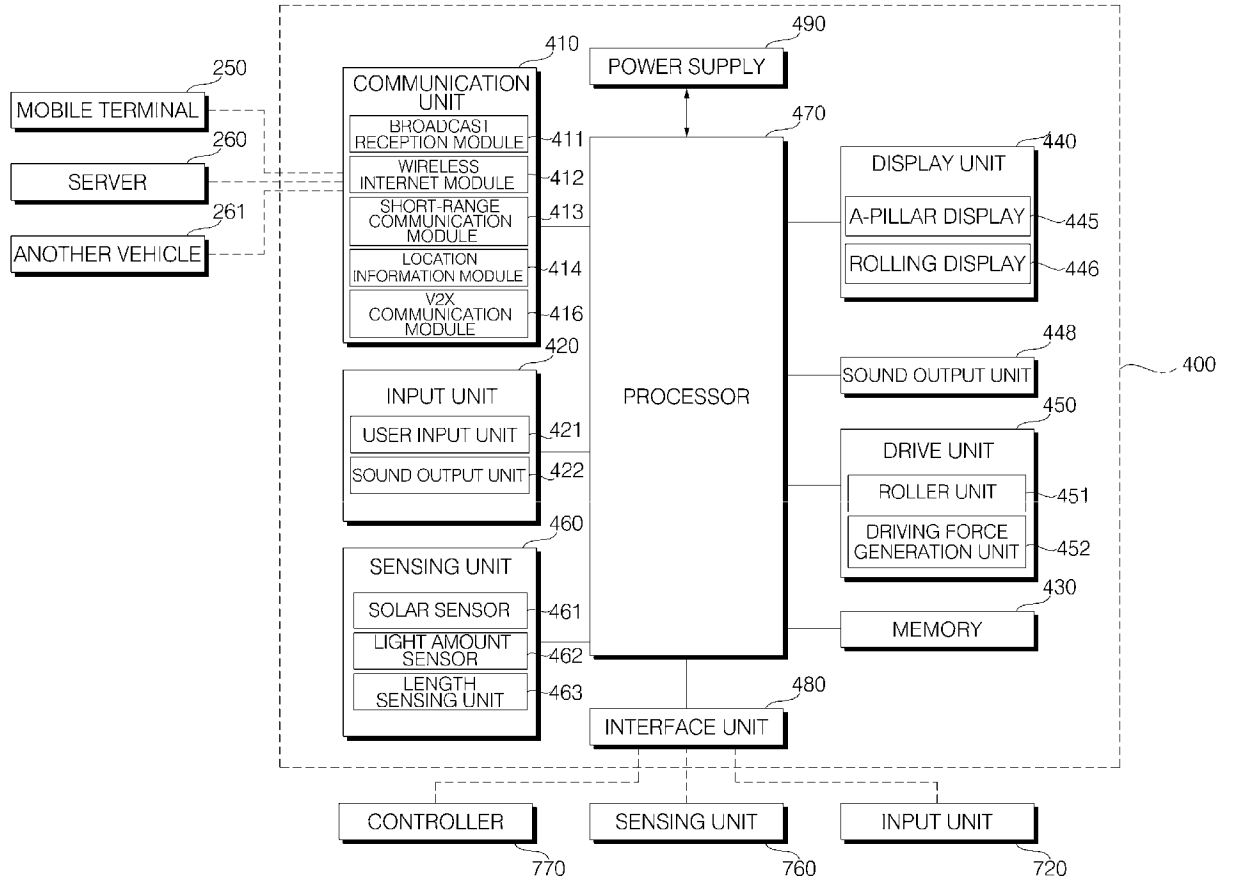 490
POWER SUPPLY
410
COMMUNICATION
UNIT
BROADCAST
RECEPTION MODULE
411
WIRELESS
INTERNET MODULE
412
SHORT-RANGE
COMMUNICATION
MODULE
413
LOCATION
INFORMATION MODULE
414
V2X
COMMUNICATION
MODULE
416
250
MOBILE TERMINAL
260
SERVER
261
ANOTHER VEHICLE
420
INPUT UNIT
USER INPUT UNIT
421
SOUND OUTPUT UNIT
422
460
SENSING UNIT
SOLAR SENSOR
461
LIGHT AMOUNT
SENSOR
462
LENGTH
SENSING UNIT
463
470
PROCESSOR
440
DISPLAY UNIT
A-PILLAR DISPLAY
445
ROLLING DISPLAY
446
448
SOUND OUTPUT UNIT
400
450
DRIVE UNIT
ROLLER UNIT
451
DRIVING FORCE
GENERATION UNIT
452
430
MEMORY
480
INTERFACE UNIT
CONTROLLER
770
SENSING UNIT
760
INPUT UNIT
720